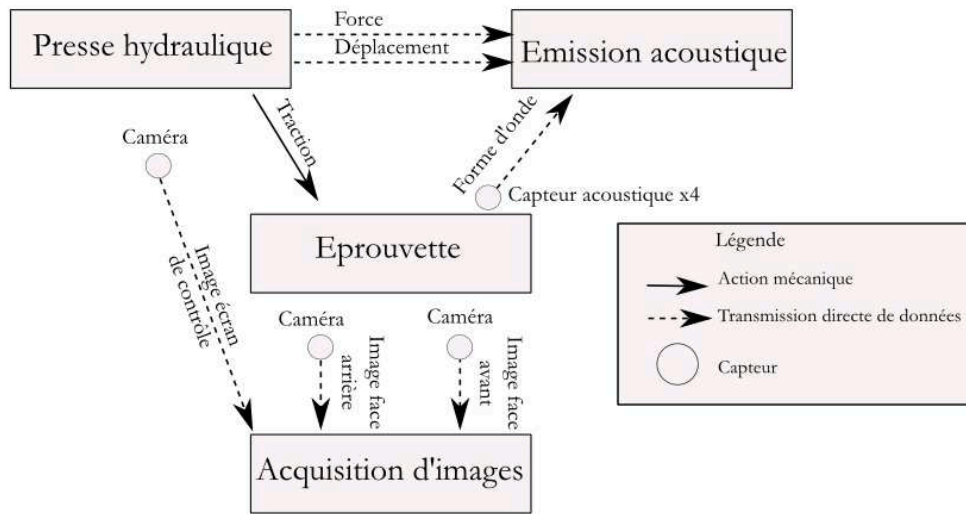 Presse hydraulique
Force
Déplacement
Emission acoustique
Traction
Forme d'onde
Caméra
Capteur acoustique x4
Eprouvette
Image écran
de contrôle
Caméra
Image face
arrière
Caméra
Image face
avant
Acquisition d'images
Légende
Action mécanique
Transmission directe de données
Capteur